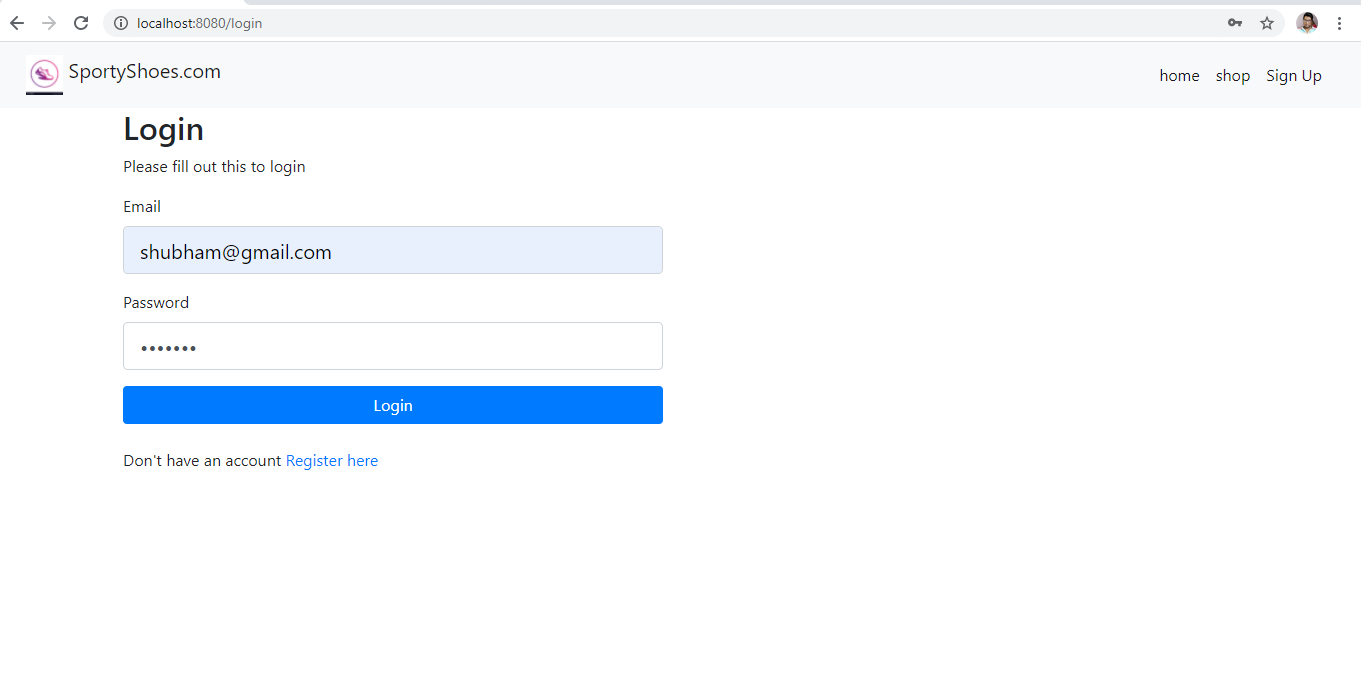 localhost:8080/login
SportyShoes.com
home shop Sign Up
Login
Please fill out this to login
Email
shubham@gmail.com
Password
•••••••
Login
Don't have an account Register here